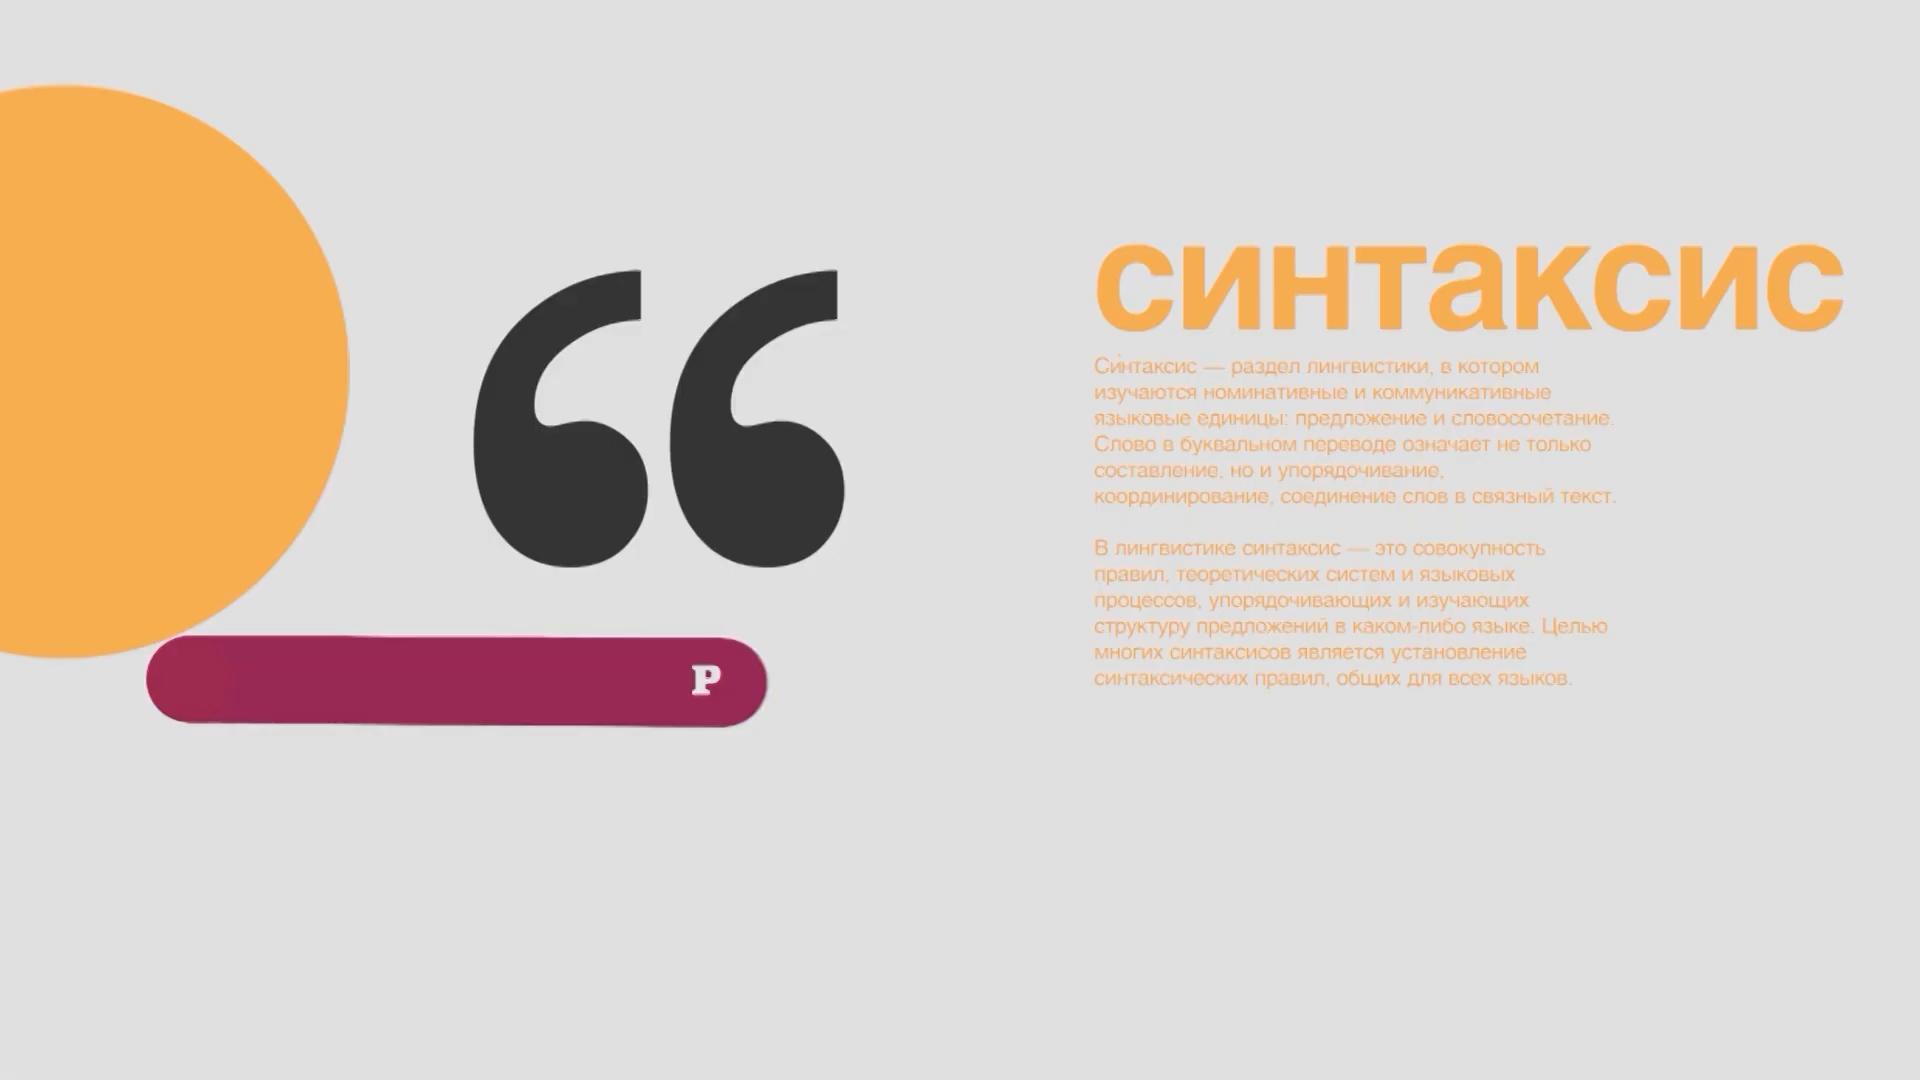 “
P
синтаксис
Си́нтаксис — раздел лингвистики, в котором
изучаются номинативные и коммуникативные
языковые единицы: предложение и словосочетание.
Слово в буквальном переводе означает не только
составление, но и упорядочивание,
координирование, соединение слов в связный текст.
В лингвистике синтаксис — это совокупность
правил, теоретических систем и языковых
процессов, упорядочивающих и изучающих
структуру предложений в каком-либо языке. Целью
многих синтаксисов является установление
синтаксических правил, общих для всех языков.